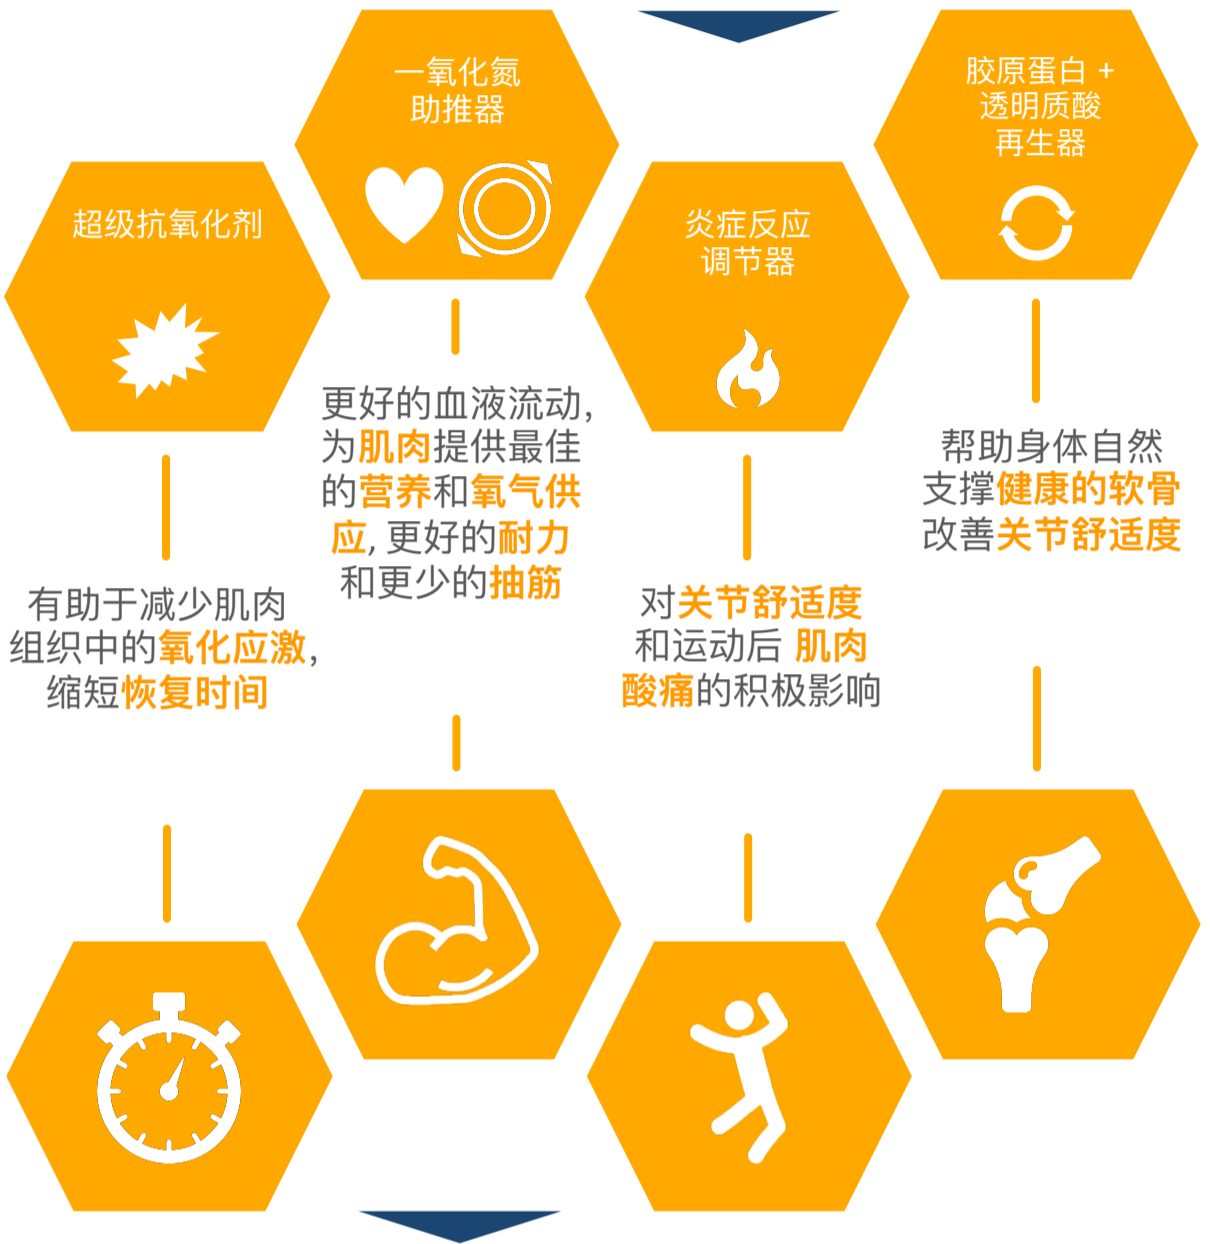 超级抗氧化剂
有助于减少肌肉
组织中的氧化应激,
缩短恢复时间
一氧化氮
助推器
更好的血液流动,
为肌肉提供最佳
的营养和氧气供
应, 更好的耐力
和更少的抽筋
炎症反应
调节器
对关节舒适度
和运动后 肌肉
酸痛的积极影响
胶原蛋白 +
透明质酸
再生器
帮助身体自然
支撑健康的软骨
改善关节舒适度